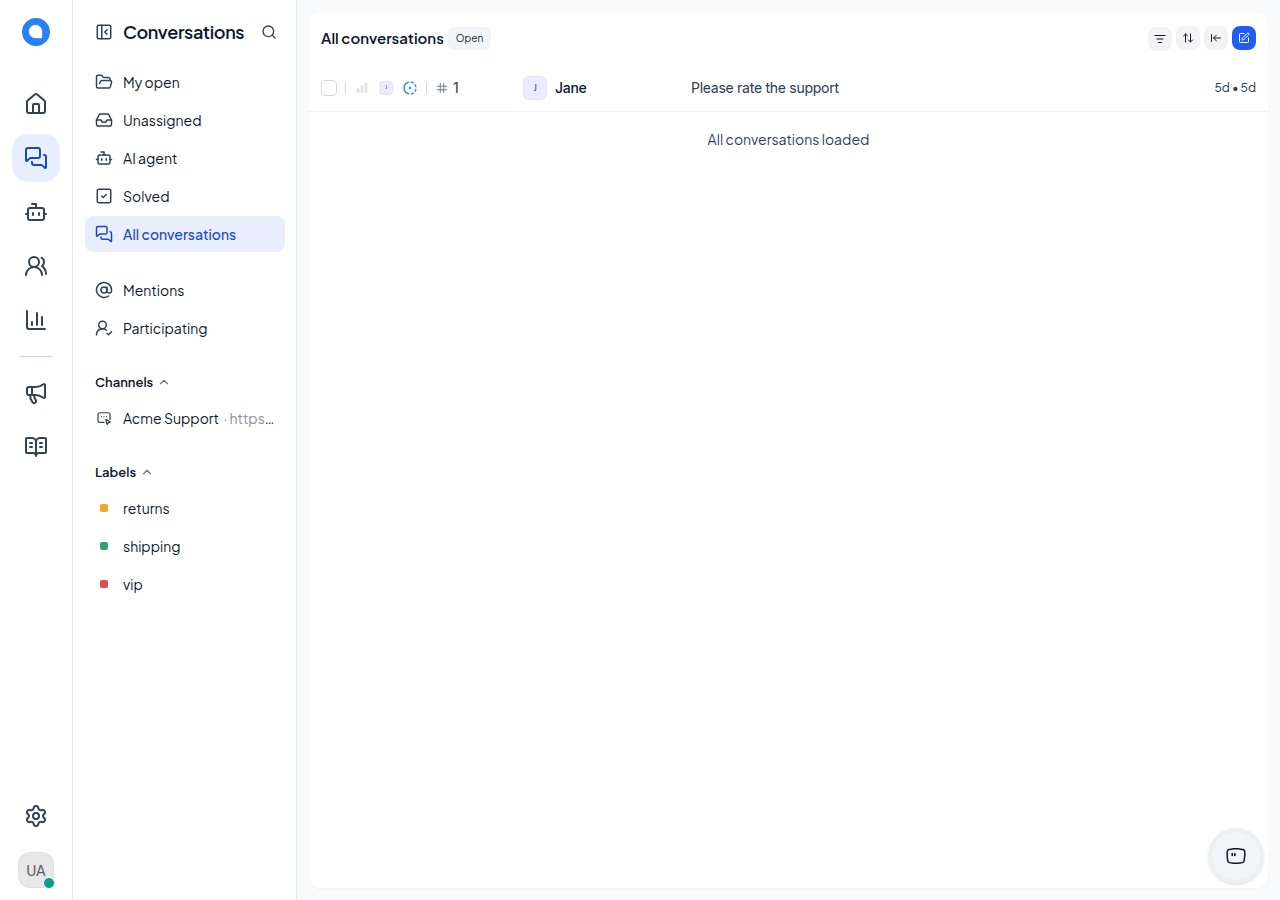 Conversations
My open
Unassigned
AI agent
Solved
All conversations
Mentions
Participating
Channels
Acme Support · https...
Labels
returns
shipping
vip
UA
All conversations Open
J # 1 J Jane Please rate the support 5d • 5d
All conversations loaded